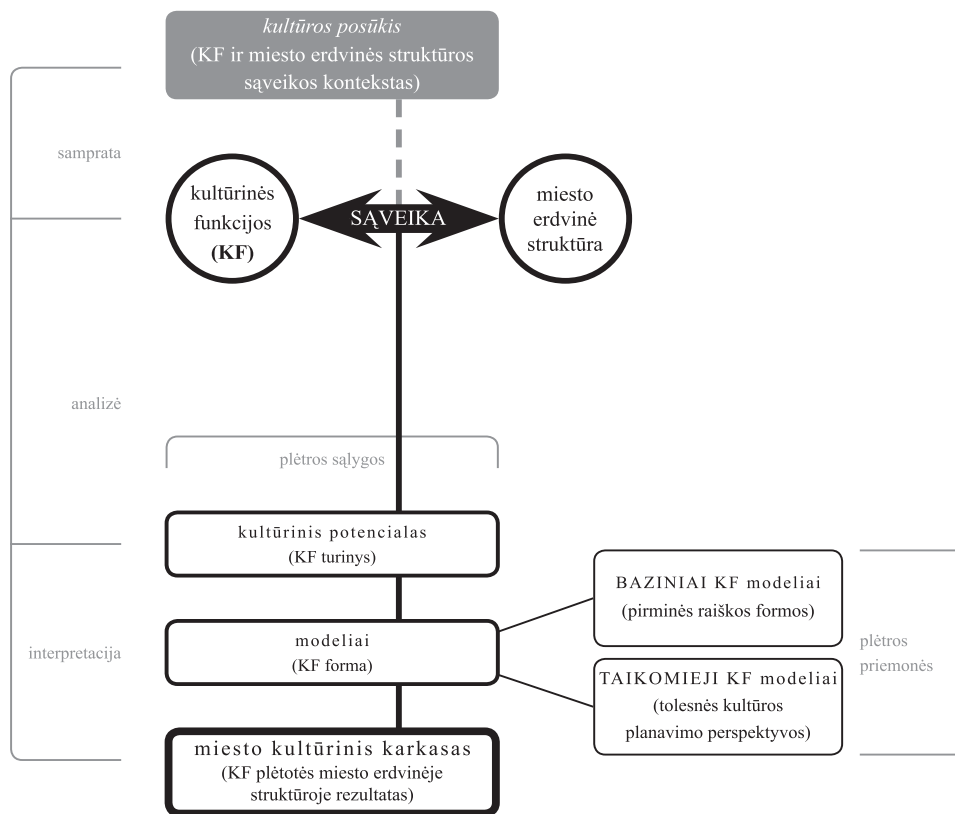 kultūros posūkis
(KF ir miesto erdvinės struktūros
sąveikos kontekstas)
samprata
kultūrinės
funkcijos
(KF)
SĄVEIKA
miesto
erdvinė
struktūra
analizė
plėtros sąlygos
kultūrinis potencialas
(KF turinys)
interpretacija
modeliai
(KF forma)
BAZINIAI KF modeliai
(pirminės raiškos formos)
TAIKOMIEJI KF modeliai
(tolesnės kultūros
planavimo perspektyvos)
plėtros
priemonės
miesto kultūrinis karkasas
(KF plėtotės miesto erdvinėje
struktūroje rezultatas)